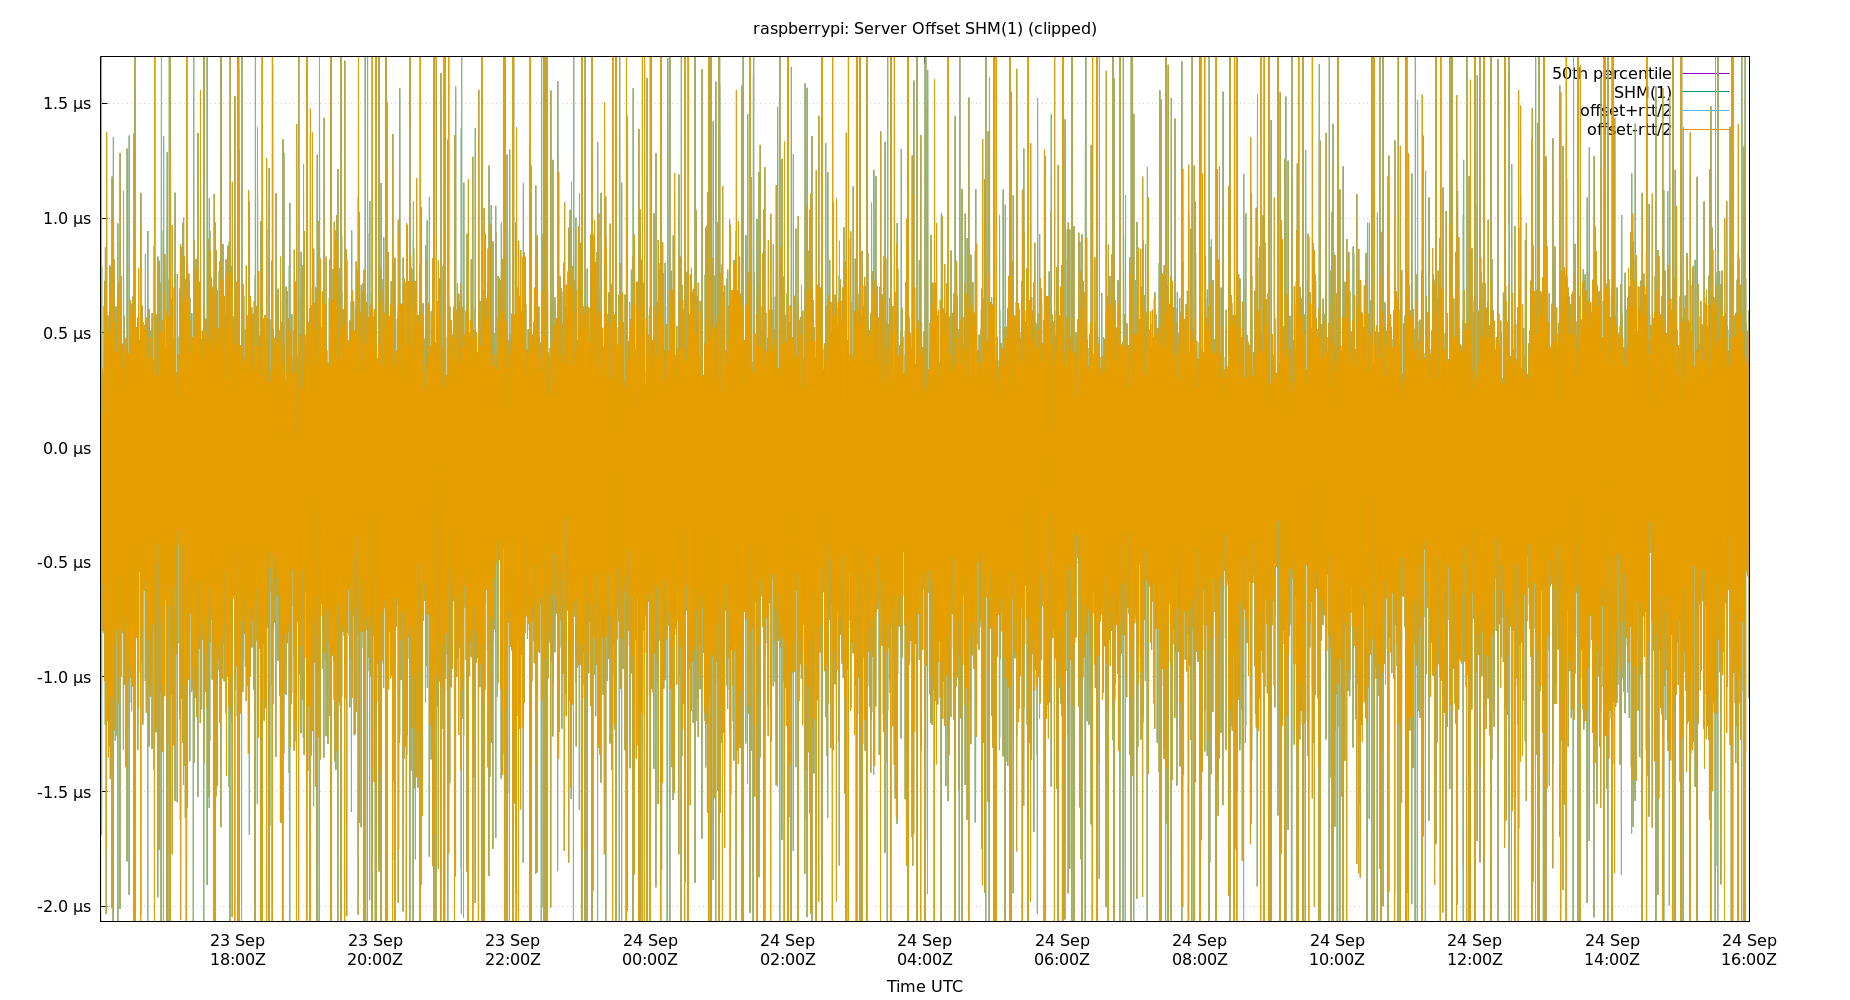 raspberrypi: Server Offset SHM(1) (clipped)
50th percentile
SHM(1)
offset+rtt/2
offset-rtt/2
1.5 µs
1.0 µs
0.5 µs
0.0 µs
-0.5 µs
-1.0 µs
-1.5 µs
-2.0 µs
23 Sep 23 Sep 23 Sep 24 Sep 24 Sep 24 Sep 24 Sep 24 Sep 24 Sep 24 Sep 24 Sep 24 Sep
18:00Z 20:00Z 22:00Z 00:00Z 02:00Z 04:00Z 06:00Z 08:00Z 10:00Z 12:00Z 14:00Z 16:00Z
Time UTC